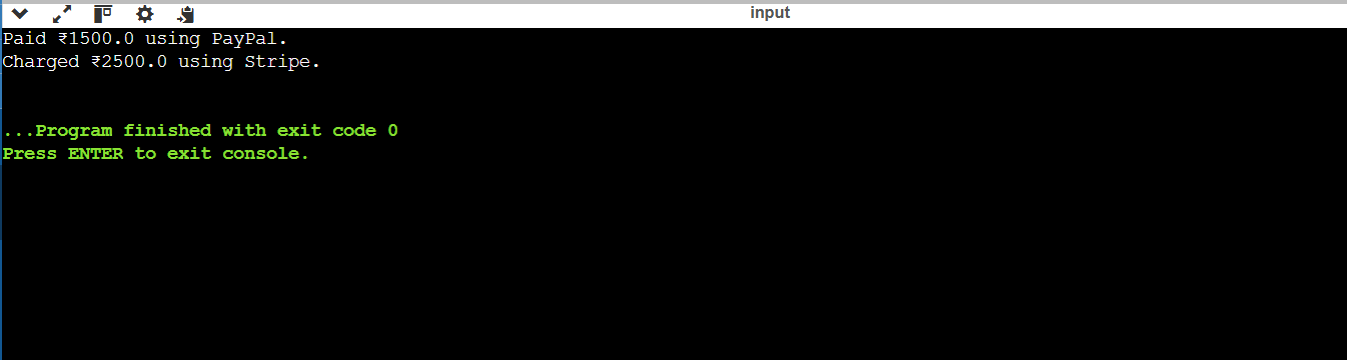 input
Paid ₹1500.0 using PayPal.
Charged ₹2500.0 using Stripe.
...Program finished with exit code 0
Press ENTER to exit console.